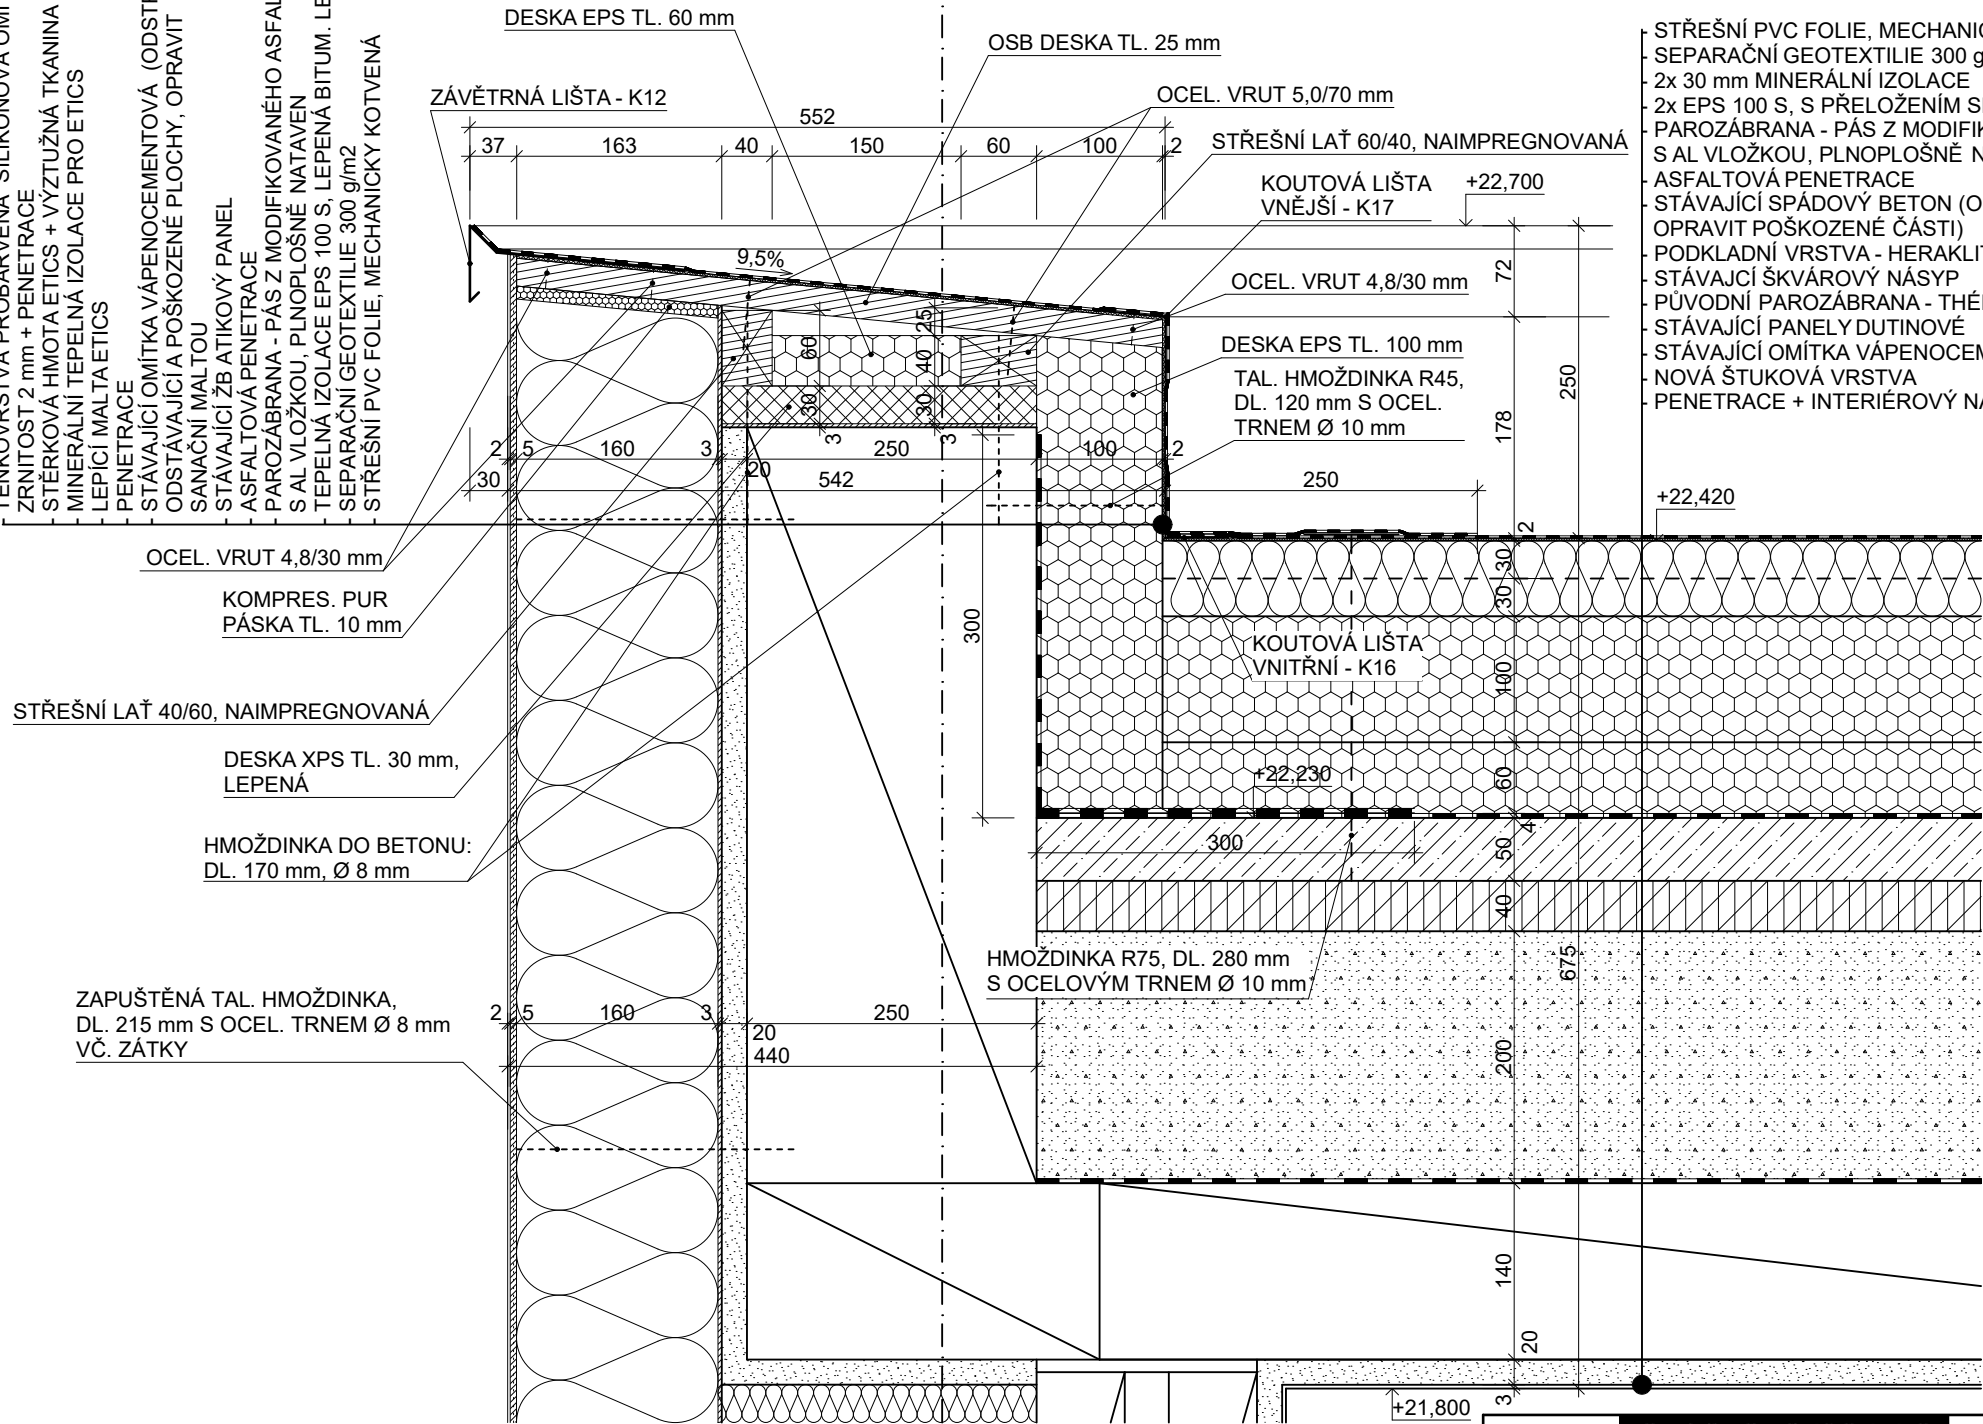 TENKOVRSTVÁ PROBARVENÁ SILIKONOVÁ
ZRNITOST 2 mm + PENETRACE
STĚRKOVÁ HMOTA ETICS + VÝZTUŽNÁ TKANINA
MINERÁLNÍ TEPELNÁ IZOLACE PRO ETICS
LEPÍCÍ MALTA ETICS
PENETRACE
STÁVAJÍCÍ OMÍTKA VÁPENOCEMENTOVÁ
ODSTÁVAJÍCÍ A POŠKOZENÉ PLOCHY, OPRAVIT
SANAČNÍ MALTOU
STÁVAJÍCÍ ŽB ATIKOVÝ PANEL
ASFALTOVÁ PENETRACE
PAROZÁBRANA - PÁS Z MODIFIKOVANÉHO
S AL VLOŽKOU, PLNOPLOŠNĚ NATAVEN
TEPELNÁ IZOLACE EPS 100 S, LEPENÁ BITUM.
SEPARAČNÍ GEOTEXTILIE 300 g/m2
STŘEŠNÍ PVC FOLIE, MECHANICKY KOTVENÁ
DESKA EPS TL. 60 mm
OSB DESKA TL. 25 mm
ZÁVĚTRNÁ LIŠTA - K12
OCEL. VRUT 5,0/70 mm
552
37 163 40 150 60 100 2
STŘEŠNÍ LAŤ 60/40, NAIMPREGNOVANÁ
KOUTOVÁ LIŠTA
VNĚJŠÍ - K17
+22,700
STŘEŠNÍ PVC FOLIE,
SEPARAČNÍ GEOTEXTILIE 300
2x 30 mm MINERÁLNÍ IZOLACE
2x EPS 100 S, S PŘELOŽENÍM
PAROZÁBRANA - PÁS Z
S AL VLOŽKOU, PLNOPLOŠNĚ
ASFALTOVÁ PENETRACE
STÁVAJÍCÍ SPÁDOVÝ BETON
OPRAVIT POŠKOZENÉ ČÁSTI)
PODKLADNÍ VRSTVA -
STÁVAJCÍ ŠKVÁROVÝ NÁSYP
PŮVODNÍ PAROZÁBRANA -
STÁVAJÍCÍ PANELY DUTINOVÉ
STÁVAJÍCÍ OMÍTKA
NOVÁ ŠTUKOVÁ VRSTVA
PENETRACE + INTERIÉROVÝ
9,5%
72
OCEL. VRUT 4,8/30 mm
DESKA EPS TL. 100 mm
TAL. HMOŽDINKA R45,
DL. 120 mm S OCEL.
TRNEM Ø 10 mm
60 25
40
30 30
3 3
250
178
2 5 160 3 250 100 2
20
30 542 250
+22,420
2
OCEL. VRUT 4,8/30 mm
30
30
KOMPRES. PUR
PÁSKA TL. 10 mm
300
KOUTOVÁ LIŠTA
VNITŘNÍ - K16
100
STŘEŠNÍ LAŤ 40/60, NAIMPREGNOVANÁ
DESKA XPS TL. 30 mm,
LEPENÁ
+22,230
60
4
HMOŽDINKA DO BETONU:
DL. 170 mm, Ø 8 mm
300
50
40
HMOŽDINKA R75, DL. 280 mm
S OCELOVÝM TRNEM Ø 10 mm
675
ZAPUŠTĚNÁ TAL. HMOŽDINKA,
DL. 215 mm S OCEL. TRNEM Ø 8 mm
VČ. ZÁTKY
2 5 160 3 250
20
440
200
140
20
3
+21,800